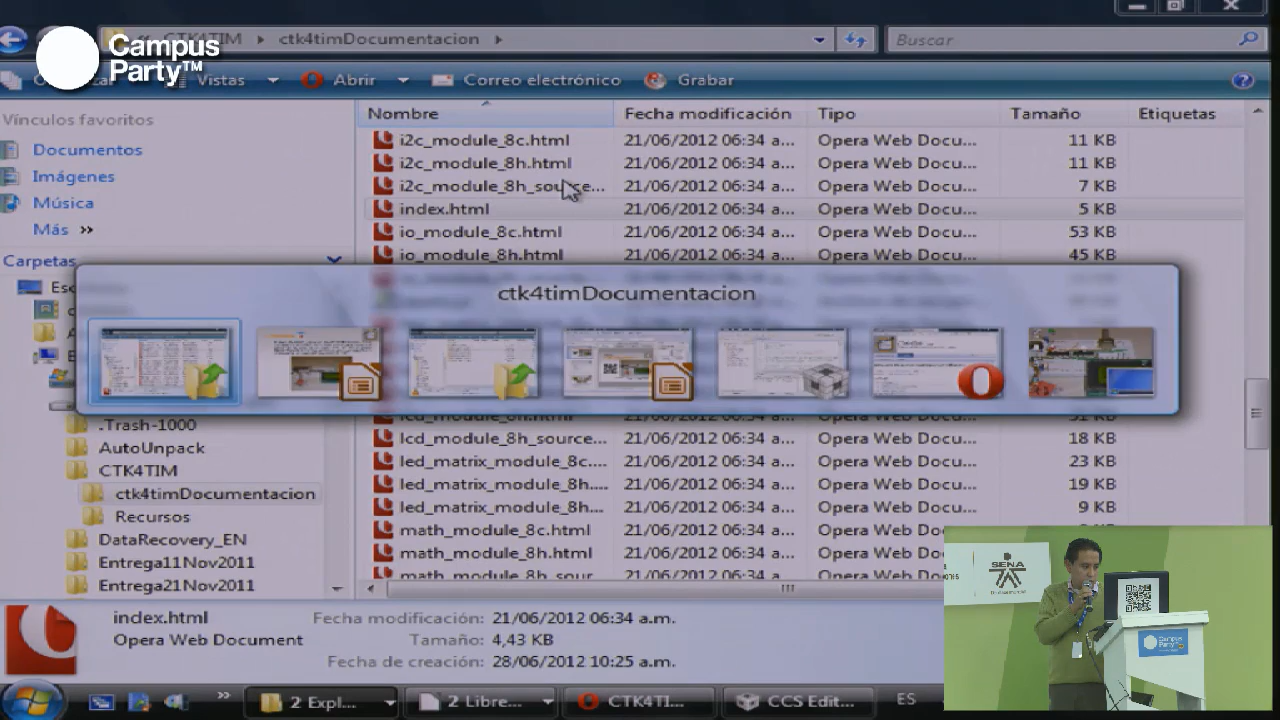 Campus
Party™
CTK4TIM
ctk4timDocumentacion
Buscar
Vistas
Abrir
Correo electrónico
Grabar
Vínculos favoritos
Documentos
Imágenes
Música
Más
Carpetas
Nombre
Fecha modificación
Tipo
Tamaño
Etiquetas
i2c_module_8c.html 21/06/2012 06:34 a... Opera Web Docu... 11 KB
i2c_module_8h.html 21/06/2012 06:34 a... Opera Web Docu... 11 KB
i2c_module_8h_source... 21/06/2012 06:34 a... Opera Web Docu... 7 KB
index.html 21/06/2012 06:34 a... Opera Web Docu... 5 KB
io_module_8c.html 21/06/2012 06:34 a... Opera Web Docu... 53 KB
io_module_8h.html 21/06/2012 06:34 a... Opera Web Docu... 45 KB
ctk4timDocumentacion
lcd_module_8h_source... 21/06/2012 06:34 a... Opera Web Docu... 18 KB
led_matrix_module_8c.... 21/06/2012 06:34 a... Opera Web Docu... 23 KB
led_matrix_module_8h.... 21/06/2012 06:34 a... Opera Web Docu... 19 KB
led_matrix_module_8h... 21/06/2012 06:34 a... Opera Web Docu... 9 KB
math_module_8c.html 21/06/2012 06:34 a... Opera Web Docu...
math_module_8h.html 21/06/2012 06:34 a... Opera Web Docu...
.Trash-1000
AutoUnpack
CTK4TIM
ctk4timDocumentacion
Recursos
DataRecovery_EN
Entrega11Nov2011
Entrega21Nov2011
index.html
Opera Web Document
Fecha modificación: 21/06/2012 06:34 a.m.
Tamaño: 4,43 KB
Fecha de creación: 28/06/2012 10:25 a.m.
2 Expl...
2 Libre...
CTK4TI...
CCS Edit...
ES
SENA
Campus
Party